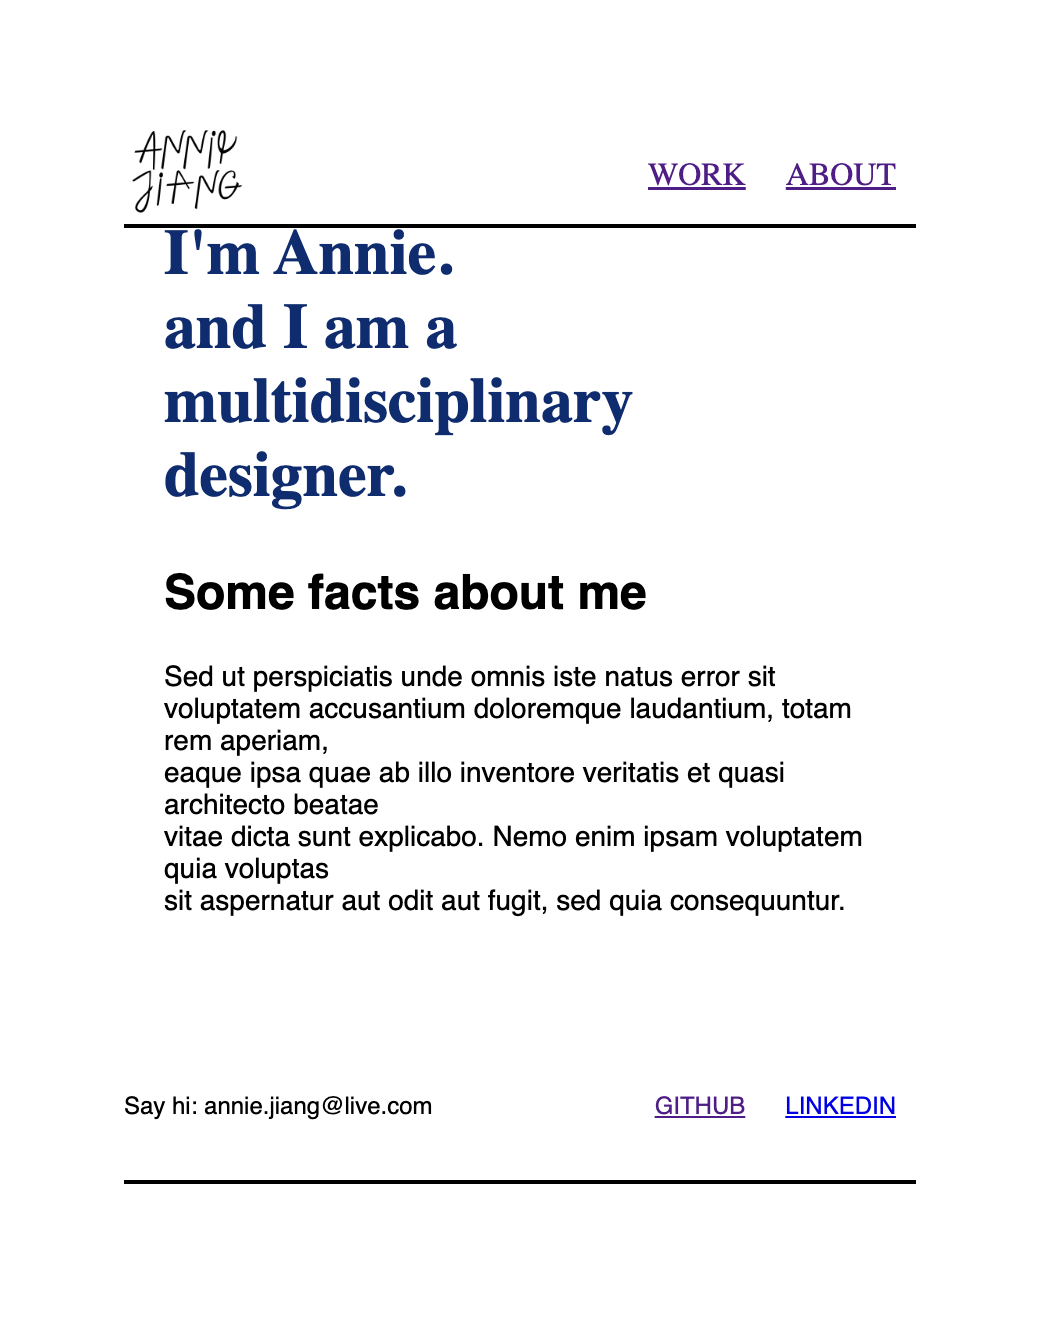 ANNIE
JIANG
WORK ABOUT
I'm Annie.
and I am a
multidisciplinary
designer.
Some facts about me
Sed ut perspiciatis unde omnis iste natus error sit
voluptatem accusantium doloremque laudantium, totam
rem aperiam,
eaque ipsa quae ab illo inventore veritatis et quasi
architecto beatae
vitae dicta sunt explicabo. Nemo enim ipsam voluptatem
quia voluptas
sit aspernatur aut odit aut fugit, sed quia consequuntur.
Say hi: annie.jiang@live.com GITHUB LINKEDIN